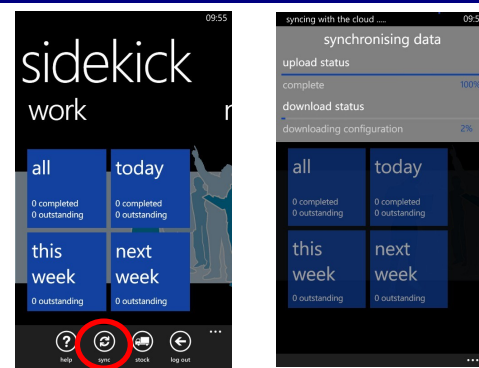 09:55
sidekick
work
all
0 completed
0 outstanding
today
0 completed
0 outstanding
this
week
0 outstanding
next
week
0 outstanding
...
?
help
sync
stock
log out
syncing with the cloud .....
synchronising data
upload status
complete 100%
download status
downloading configuration 2%
all
0 completed
0 outstanding
today
0 completed
0 outstanding
this
week
0 outstanding
next
week
0 outstanding
...